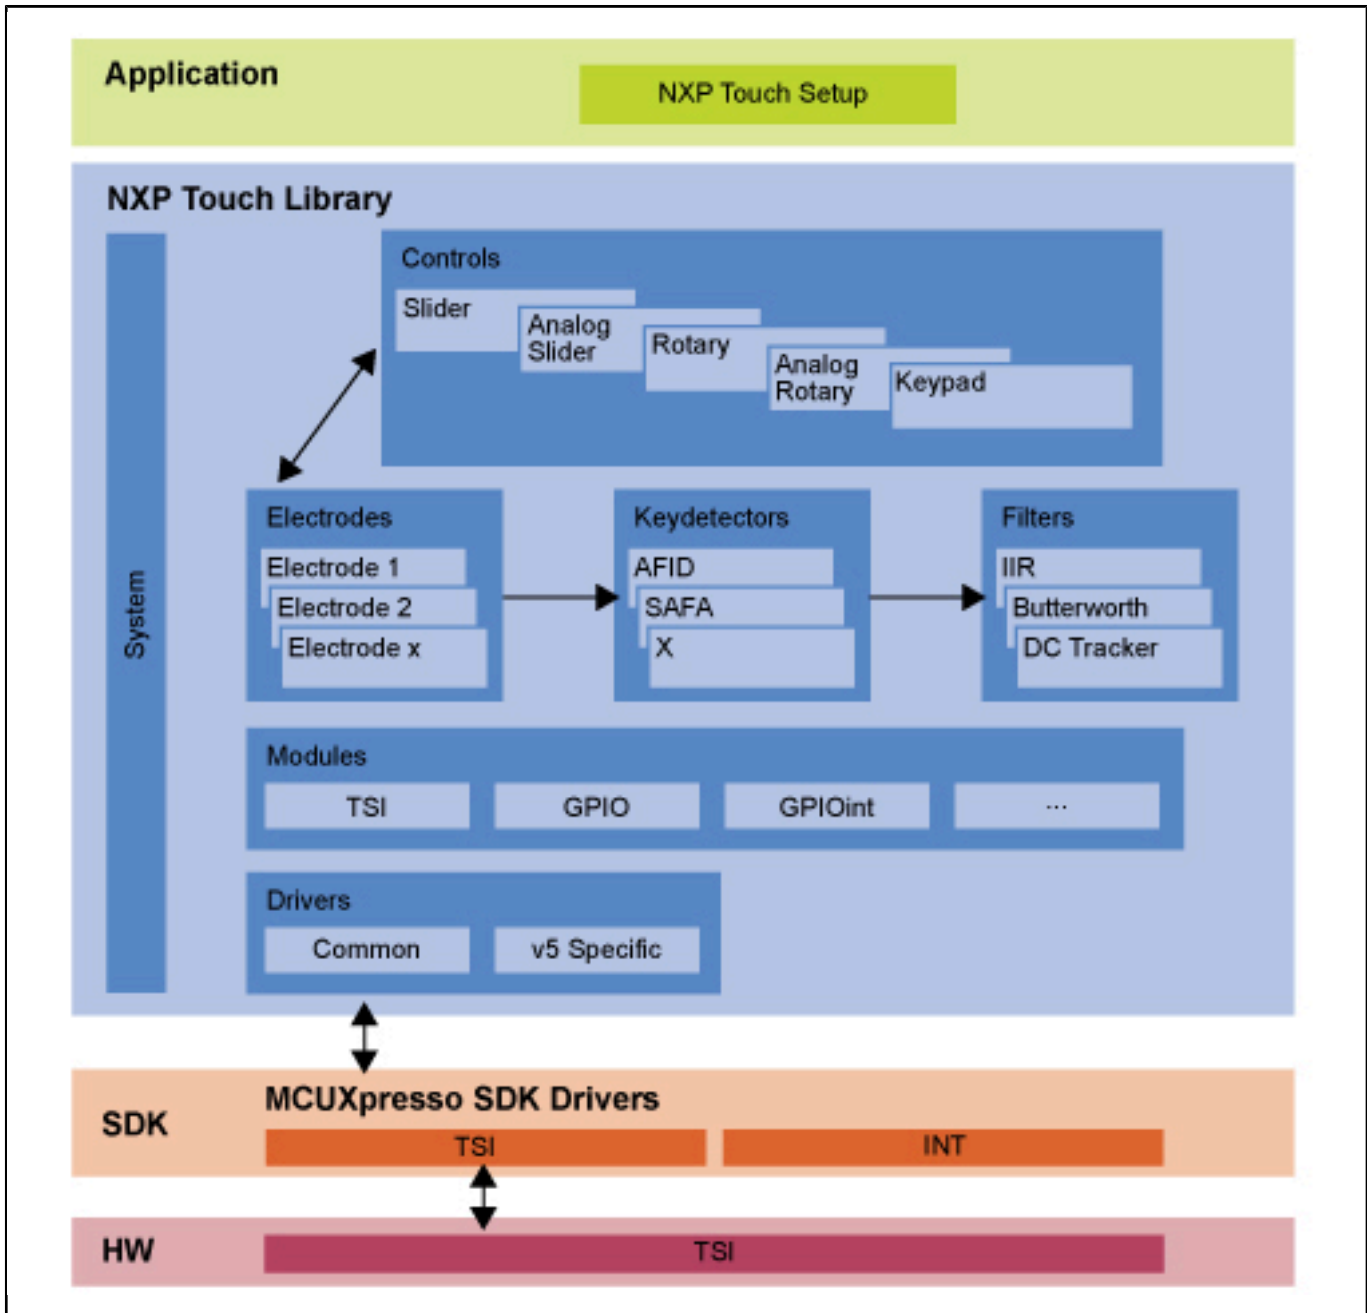 Application
NXP Touch Setup
NXP Touch Library
System
Controls
Slider
Analog
Slider
Rotary
Analog
Rotary
Keypad
Electrodes
Electrode 1
Electrode 2
Electrode x
Keydetectors
AFID
SAFA
X
Filters
IIR
Butterworth
DC Tracker
Modules
TSI
GPIO
GPIOint
...
Drivers
Common
v5 Specific
SDK
MCUXpresso SDK Drivers
TSI
INT
HW
TSI